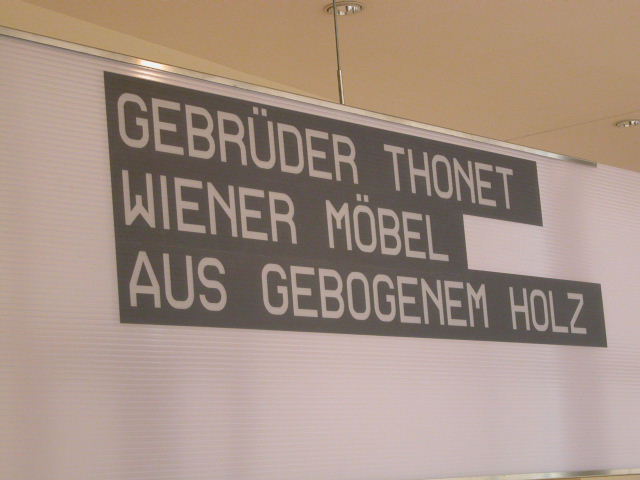 GEBRÜDER THONET
WIENER MÖBEL
AUS GEBOGENEM HOLZ